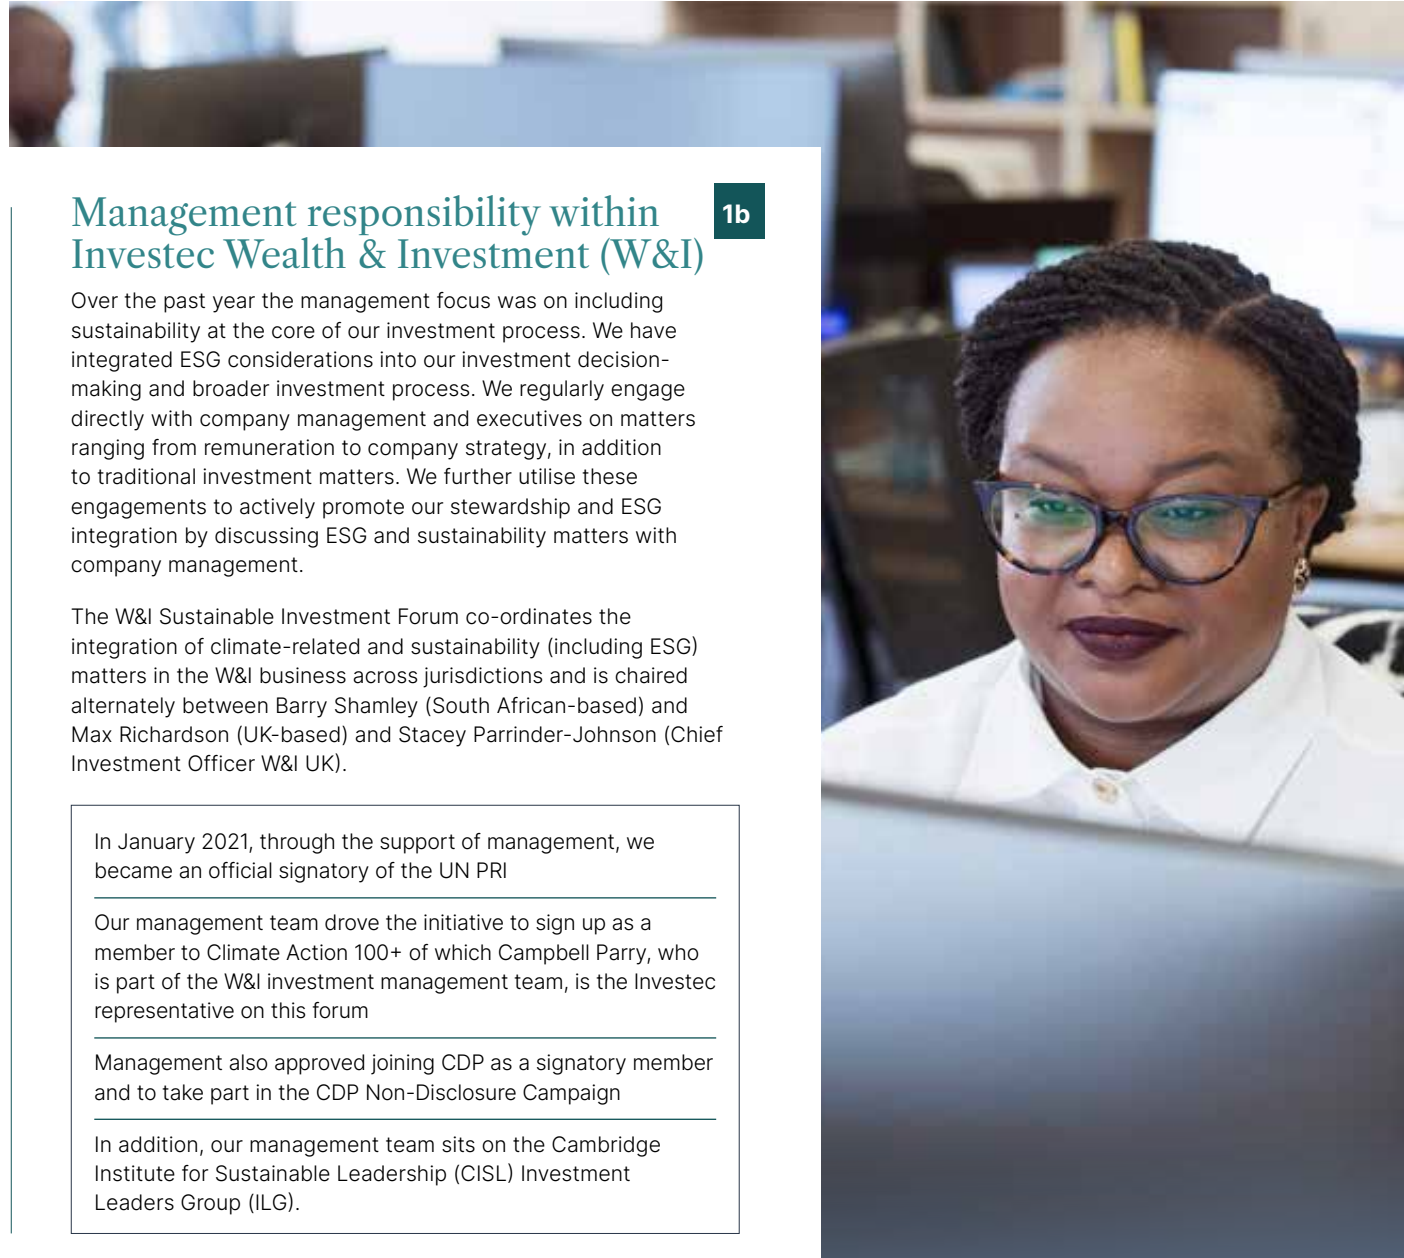 Management responsibility within
Investec Wealth & Investment (W&I)
1b
Over the past year the management focus was on including
sustainability at the core of our investment process. We have
integrated ESG considerations into our investment decision-
making and broader investment process. We regularly engage
directly with company management and executives on matters
ranging from remuneration to company strategy, in addition
to traditional investment matters. We further utilise these
engagements to actively promote our stewardship and ESG
integration by discussing ESG and sustainability matters with
company management.
The W&I Sustainable Investment Forum co-ordinates the
integration of climate-related and sustainability (including ESG)
matters in the W&I business across jurisdictions and is chaired
alternately between Barry Shamley (South African-based) and
Max Richardson (UK-based) and Stacey Parrinder-Johnson (Chief
Investment Officer W&I UK).
In January 2021, through the support of management, we
became an official signatory of the UN PRI
Our management team drove the initiative to sign up as a
member to Climate Action 100+ of which Campbell Parry, who
is part of the W&I investment management team, is the Investec
representative on this forum
Management also approved joining CDP as a signatory member
and to take part in the CDP Non-Disclosure Campaign
In addition, our management team sits on the Cambridge
Institute for Sustainable Leadership (CISL) Investment
Leaders Group (ILG).